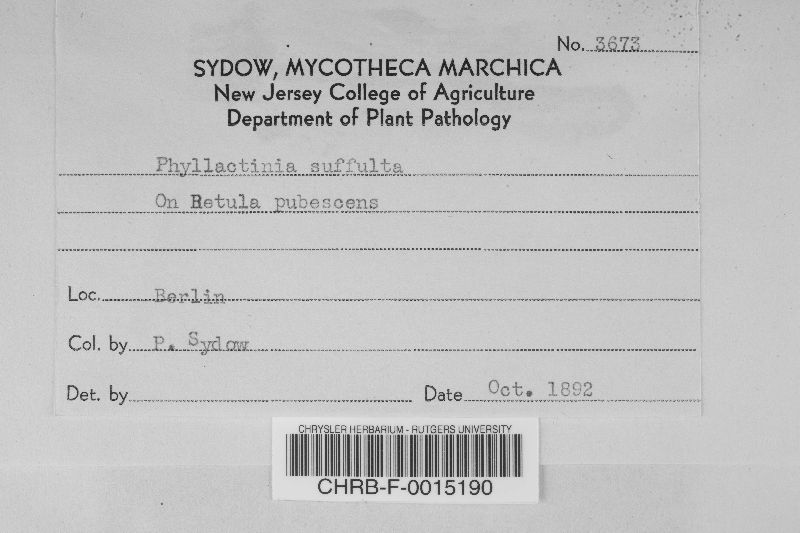 No. 3673
SYDOW, MYCOTHECA MARCHICA
New Jersey College of Agriculture
Department of Plant Pathology
Phyllactinia suffulta
On Betula pubescens
Loc. Berlin
Col. by P. Sydow
Det. by
Date Oct. 1892
CHRYSLER HERBARIUM - RUTGERS UNIVERSITY
CHRB-F-0015190